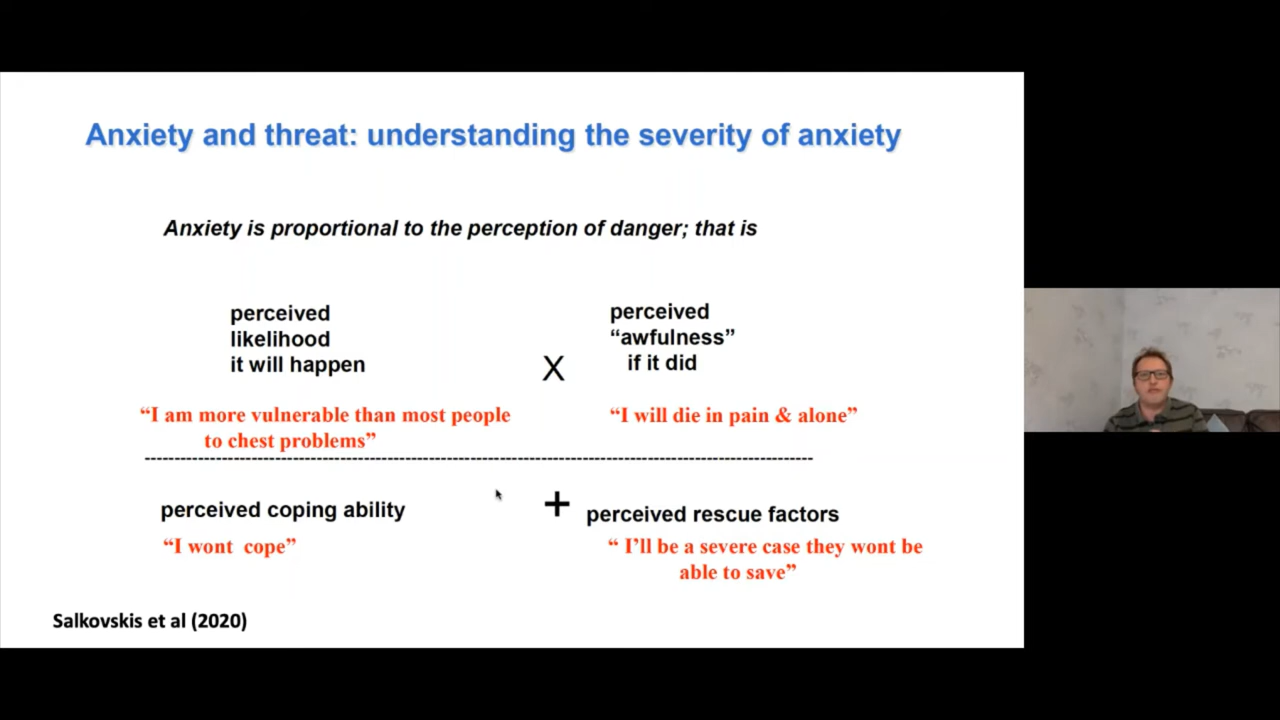 Anxiety and threat: understanding the severity of anxiety
Anxiety is proportional to the perception of danger; that is
perceived
likelihood
it will happen
X
perceived
“awfulness”
if it did
“I am more vulnerable than most people
to chest problems”
“I will die in pain & alone”
perceived coping ability
+
perceived rescue factors
“I wont cope”
“ I’ll be a severe case they wont be
able to save”
Salkovskis et al (2020)